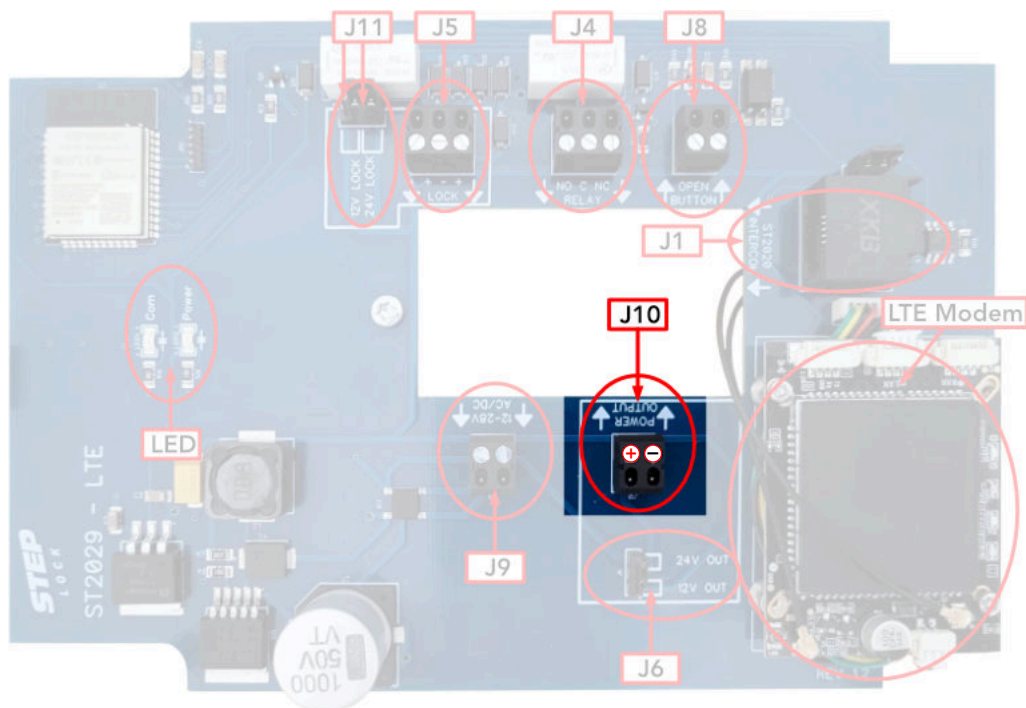 J11
J5
J4
J8
12V LOCK
24V LOCK
+ - +
LOCK
NO C NC
RELAY
OPEN
BUTTON
J1
ST2020
XKB
Com
Power
J10
LTE Modem
12-28V
AC/DC
POWER
OUTPUT
+ −
LED
J9
24V OUT
12V OUT
J6
STEP
LOCK
ST2029 - LTE
1000
50V
VT